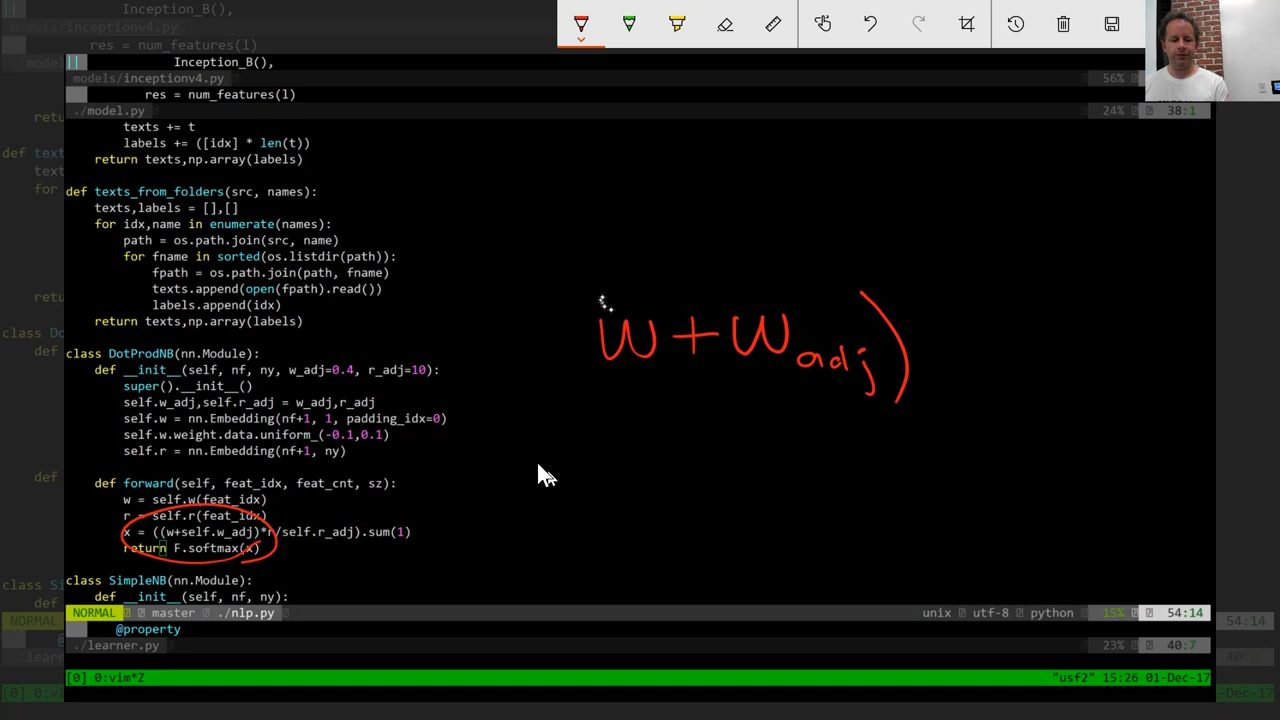 Inception_B(),
models/inceptionv4.py 56%
res = num_features(l)
./model.py 24% 38:1
texts += t
labels += ([idx] * len(t))
return texts,np.array(labels)
def texts_from_folders(src, names):
texts,labels = [],[]
for idx,name in enumerate(names):
path = os.path.join(src, name)
for fname in sorted(os.listdir(path)):
fpath = os.path.join(path, fname)
texts.append(open(fpath).read())
labels.append(idx)
return texts,np.array(labels)
w + w adj )
class DotProdNB(nn.Module):
def __init__(self, nf, ny, w_adj=0.4, r_adj=10):
super().__init__()
self.w_adj,self.r_adj = w_adj,r_adj
self.w = nn.Embedding(nf+1, 1, padding_idx=0)
self.w.weight.data.uniform_(-0.1,0.1)
self.r = nn.Embedding(nf+1, ny)
def forward(self, feat_idx, feat_cnt, sz):
w = self.w(feat_idx)
r = self.r(feat_idx)
x = ((w+self.w_adj)*r/self.r_adj).sum(1)
return F.softmax(x)
class SimpleNB(nn.Module):
def __init__(self, nf, ny):
NORMAL master ./nlp.py unix utf-8 python 15% 54:14
@property
./learner.py 23% 40:7
[0] 0:vim*Z "usf2" 15:26 01-Dec-17